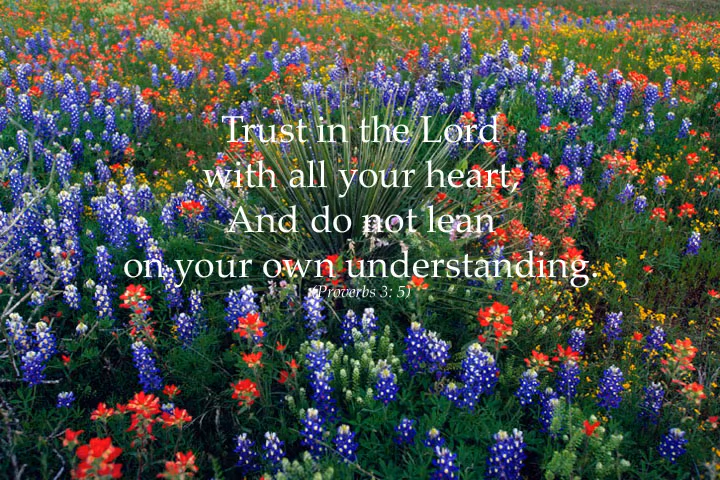 Trust in the Lord
with all your heart,
And do not lean
on your own understanding.
(Proverbs 3: 5)